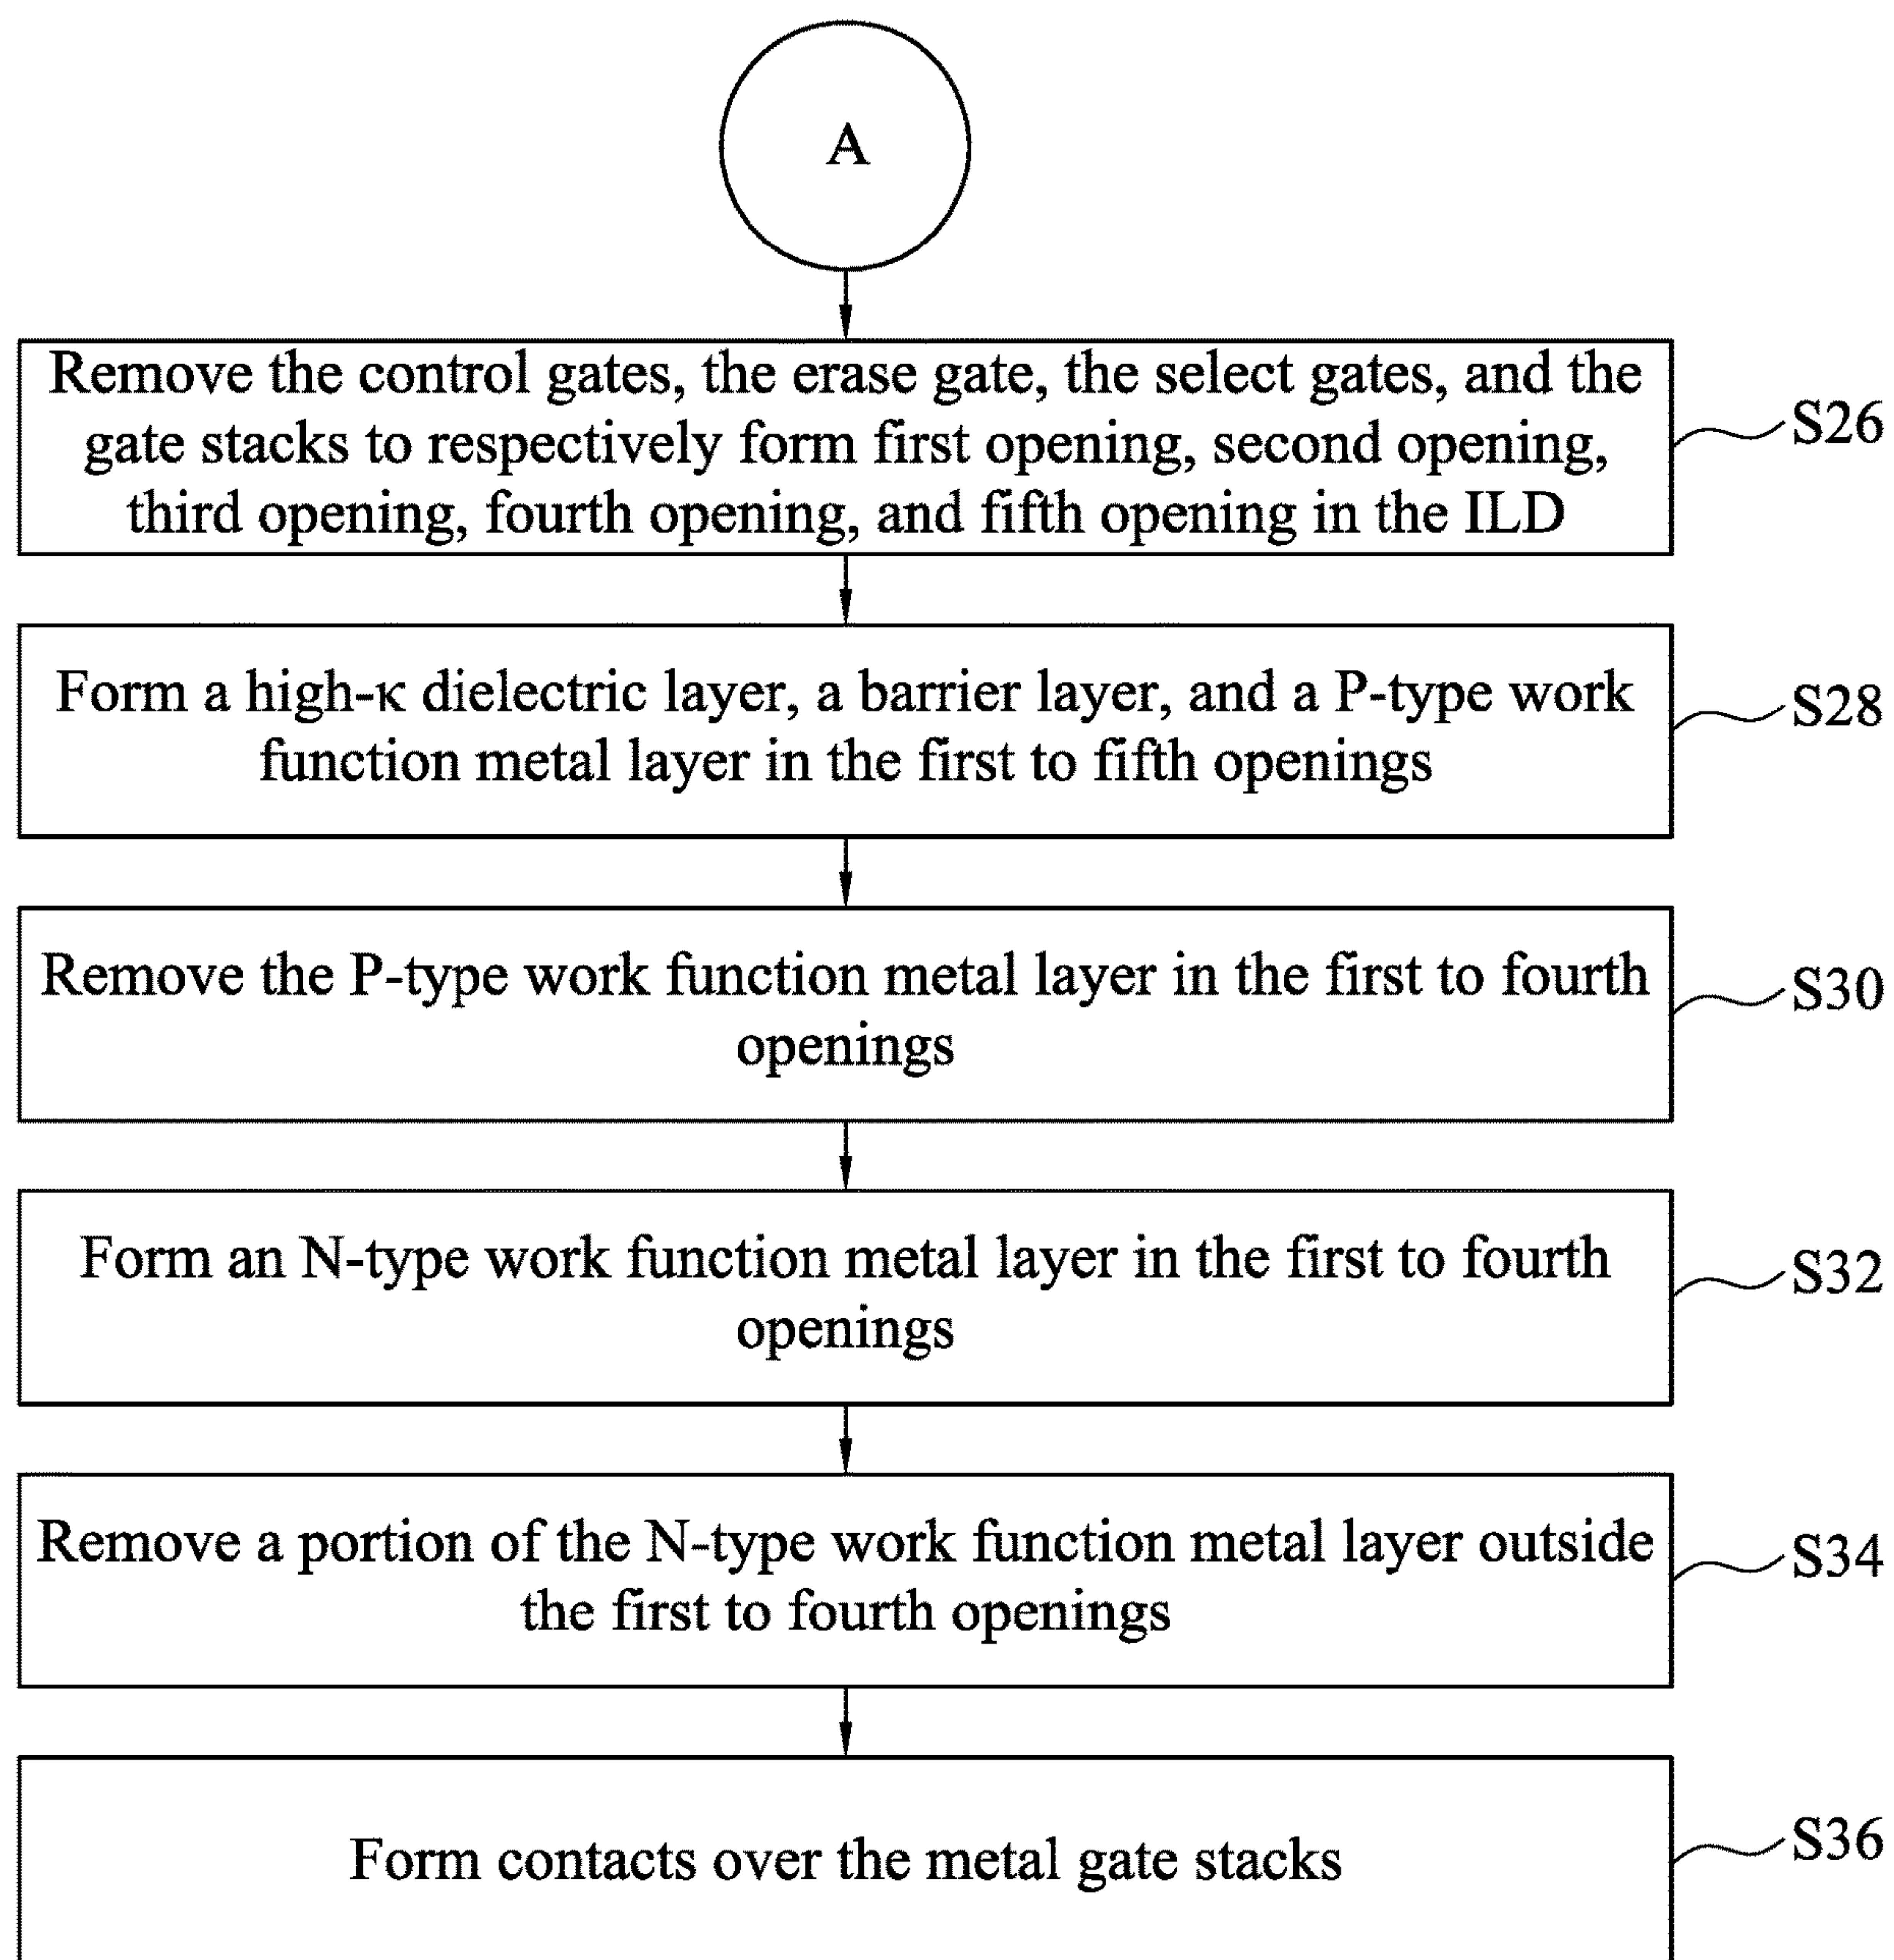 A
Remove the control gates, the erase gate, the select gates, and the
gate stacks to respectively form first opening, second opening,
third opening, fourth opening, and fifth opening in the ILD
S26
Form a high-κ dielectric layer, a barrier layer, and a P-type work
function metal layer in the first to fifth openings
S28
Remove the P-type work function metal layer in the first to fourth
openings
S30
Form an N-type work function metal layer in the first to fourth
openings
S32
Remove a portion of the N-type work function metal layer outside
the first to fourth openings
S34
Form contacts over the metal gate stacks
S36